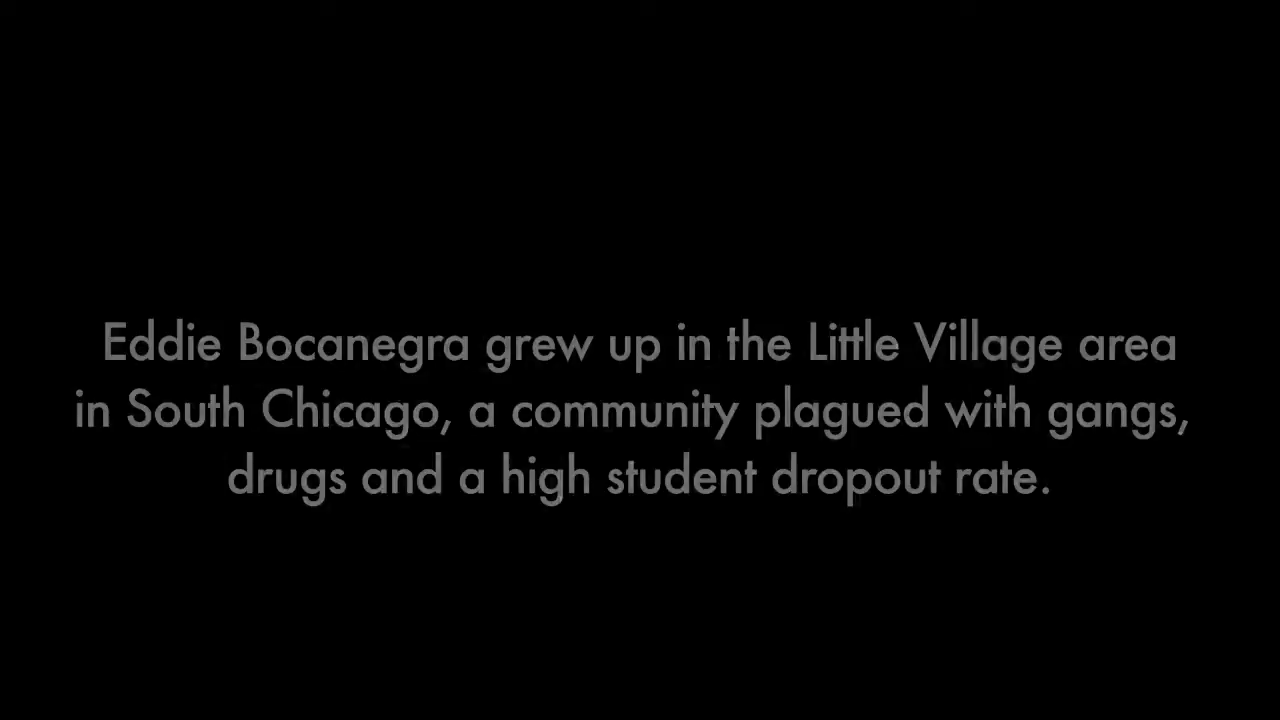 Eddie Bocanegra grew up in the Little Village area
in South Chicago, a community plagued with gangs,
drugs and a high student dropout rate.